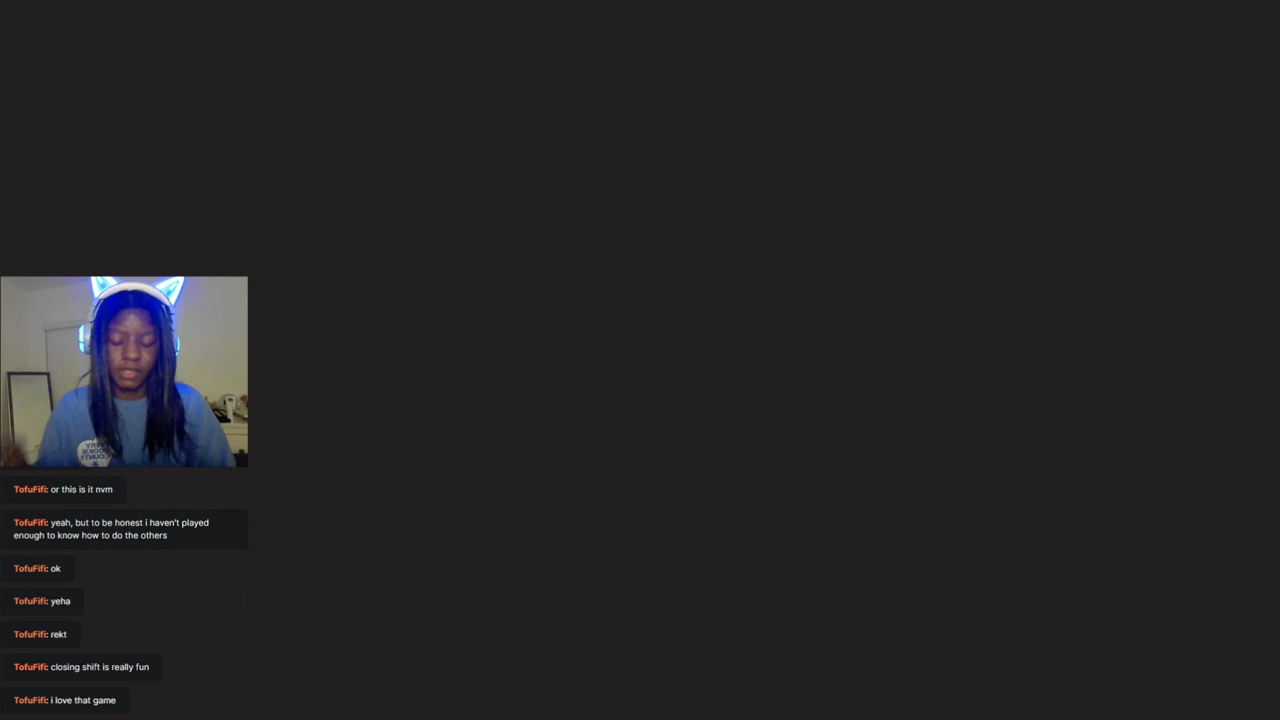 TofuFifi: or this is it nvm
TofuFifi: yeah, but to be honest i haven't played
enough to know how to do the others
TofuFifi: ok
TofuFifi: yeha
TofuFifi: rekt
TofuFifi: closing shift is really fun
TofuFifi: i love that game